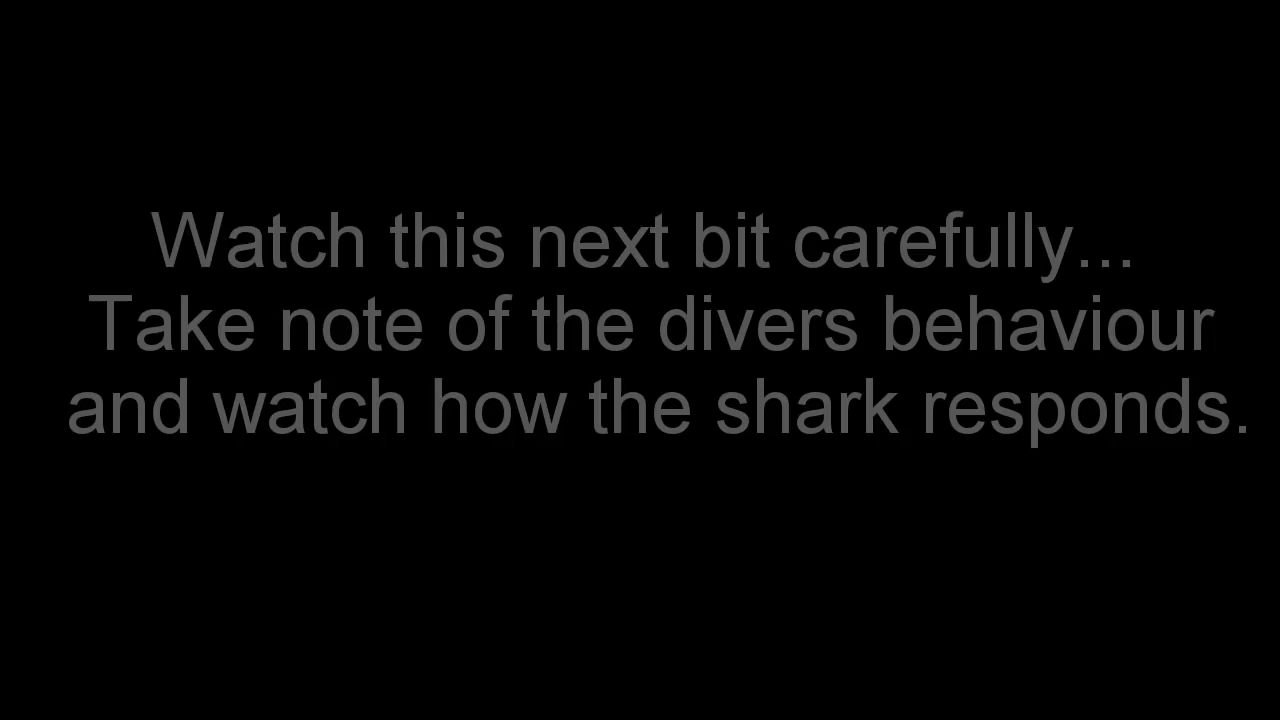 Watch this next bit carefully...
Take note of the divers behaviour
and watch how the shark responds.